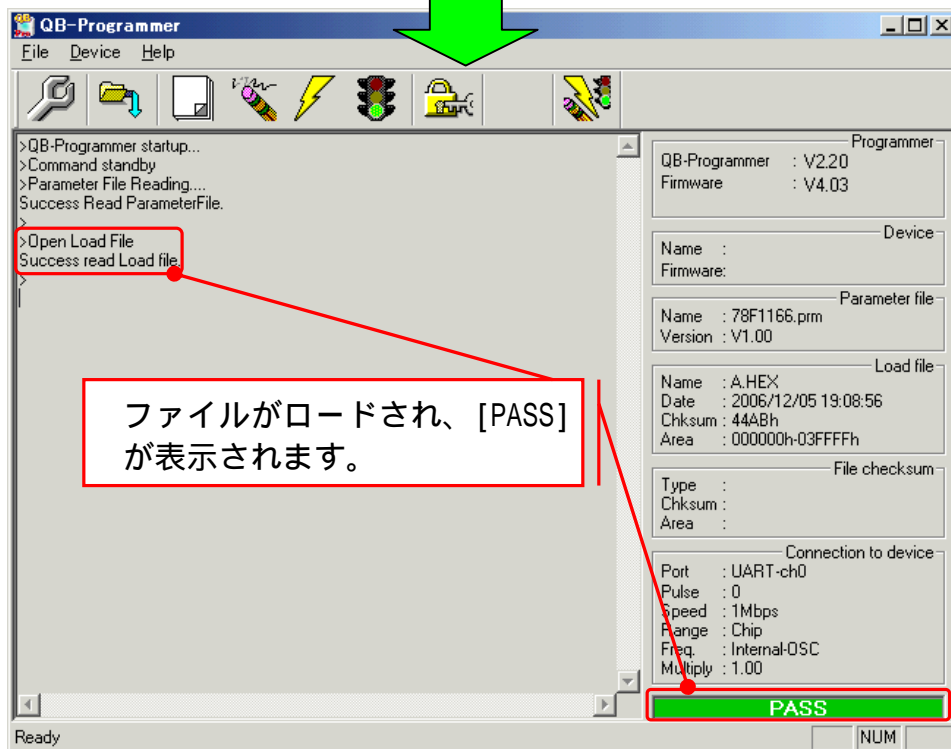 QB-Programmer
File Device Help
>QB-Programmer startup...
>Command standby
>Parameter File Reading....
Success Read ParameterFile.
>
>Open Load File
Success read Load file.
>
ファイルがロードされ、[PASS]
が表示されます。
Programmer
QB-Programmer : V2.20
Firmware : V4.03
Device
Name :
Firmware:
Parameter file
Name : 78F1166.prm
Version : V1.00
Load file
Name : A.HEX
Date : 2006/12/05 19:08:56
Chksum : 44ABh
Area : 000000h-03FFFFh
File checksum
Type :
Chksum :
Area :
Connection to device
Port : UART-ch0
Pulse : 0
Speed : 1Mbps
Range : Chip
Freq. : Internal-OSC
Multiply : 1.00
PASS
Ready NUM